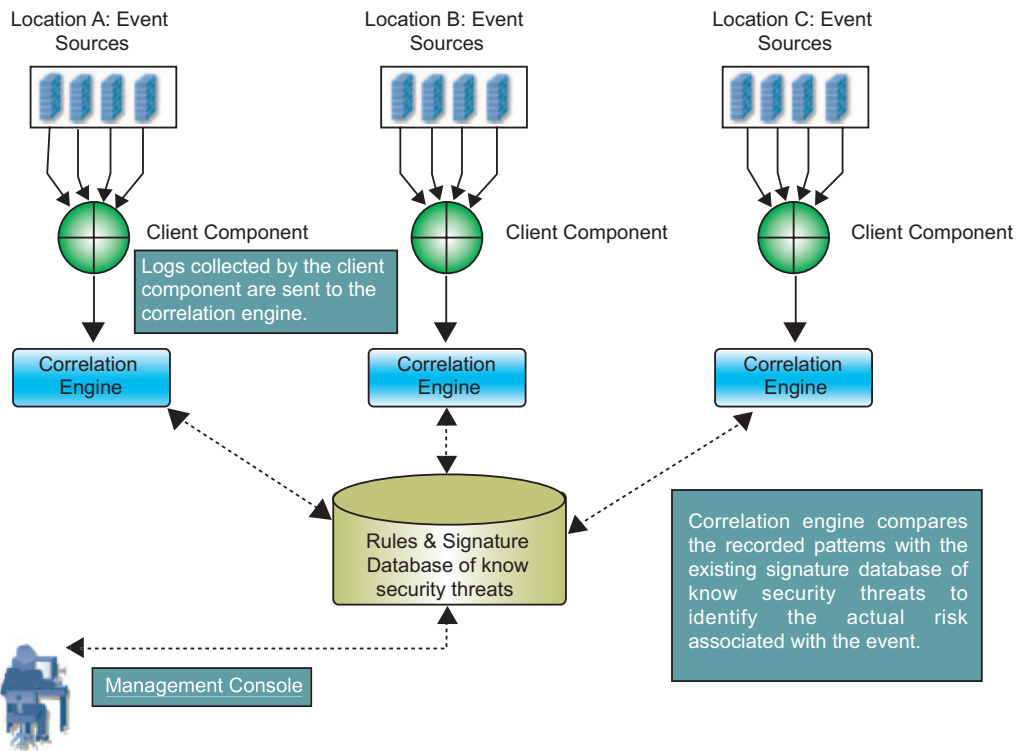 Location A: Event
Sources
Location B: Event
Sources
Location C: Event
Sources
Client Component
Client Component
Client Component
Logs collected by the client
component are sent to the
correlation engine.
Correlation
Engine
Correlation
Engine
Correlation
Engine
Rules & Signature
Database of know
security threats
Correlation engine compares
the recorded pattems with the
existing signature database of
know security threats to
identify the actual risk
associated with the event.
Management Console